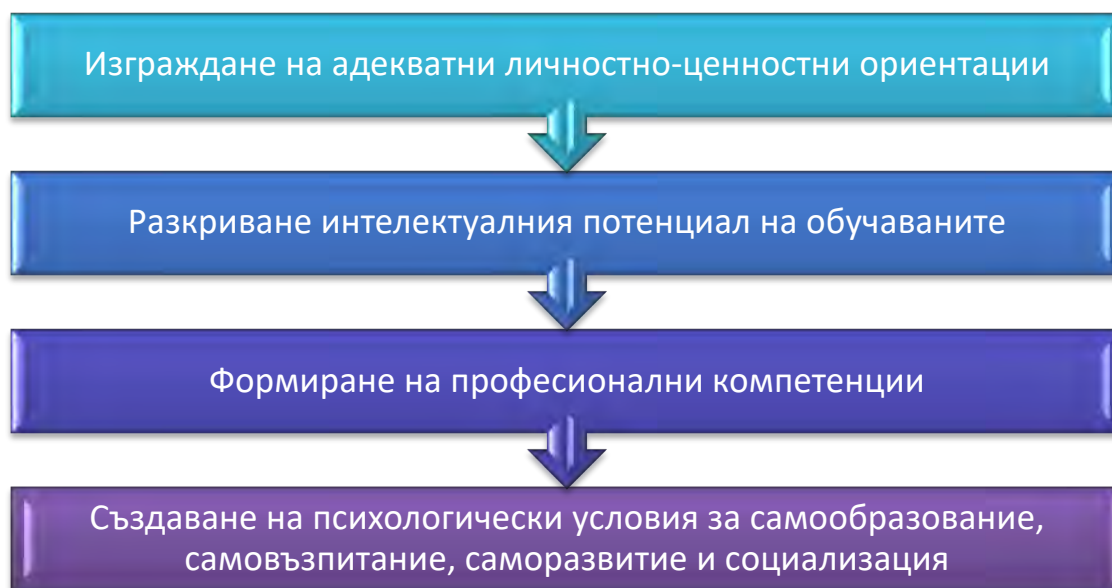 Изграждане на адекватни личностно-ценностни ориентации
Разкриване интелектуалния потенциал на обучаваните
Формиране на професионални компетенции
Създаване на психологически условия за самообразование,
самовъзпитание, саморазвитие и социализация